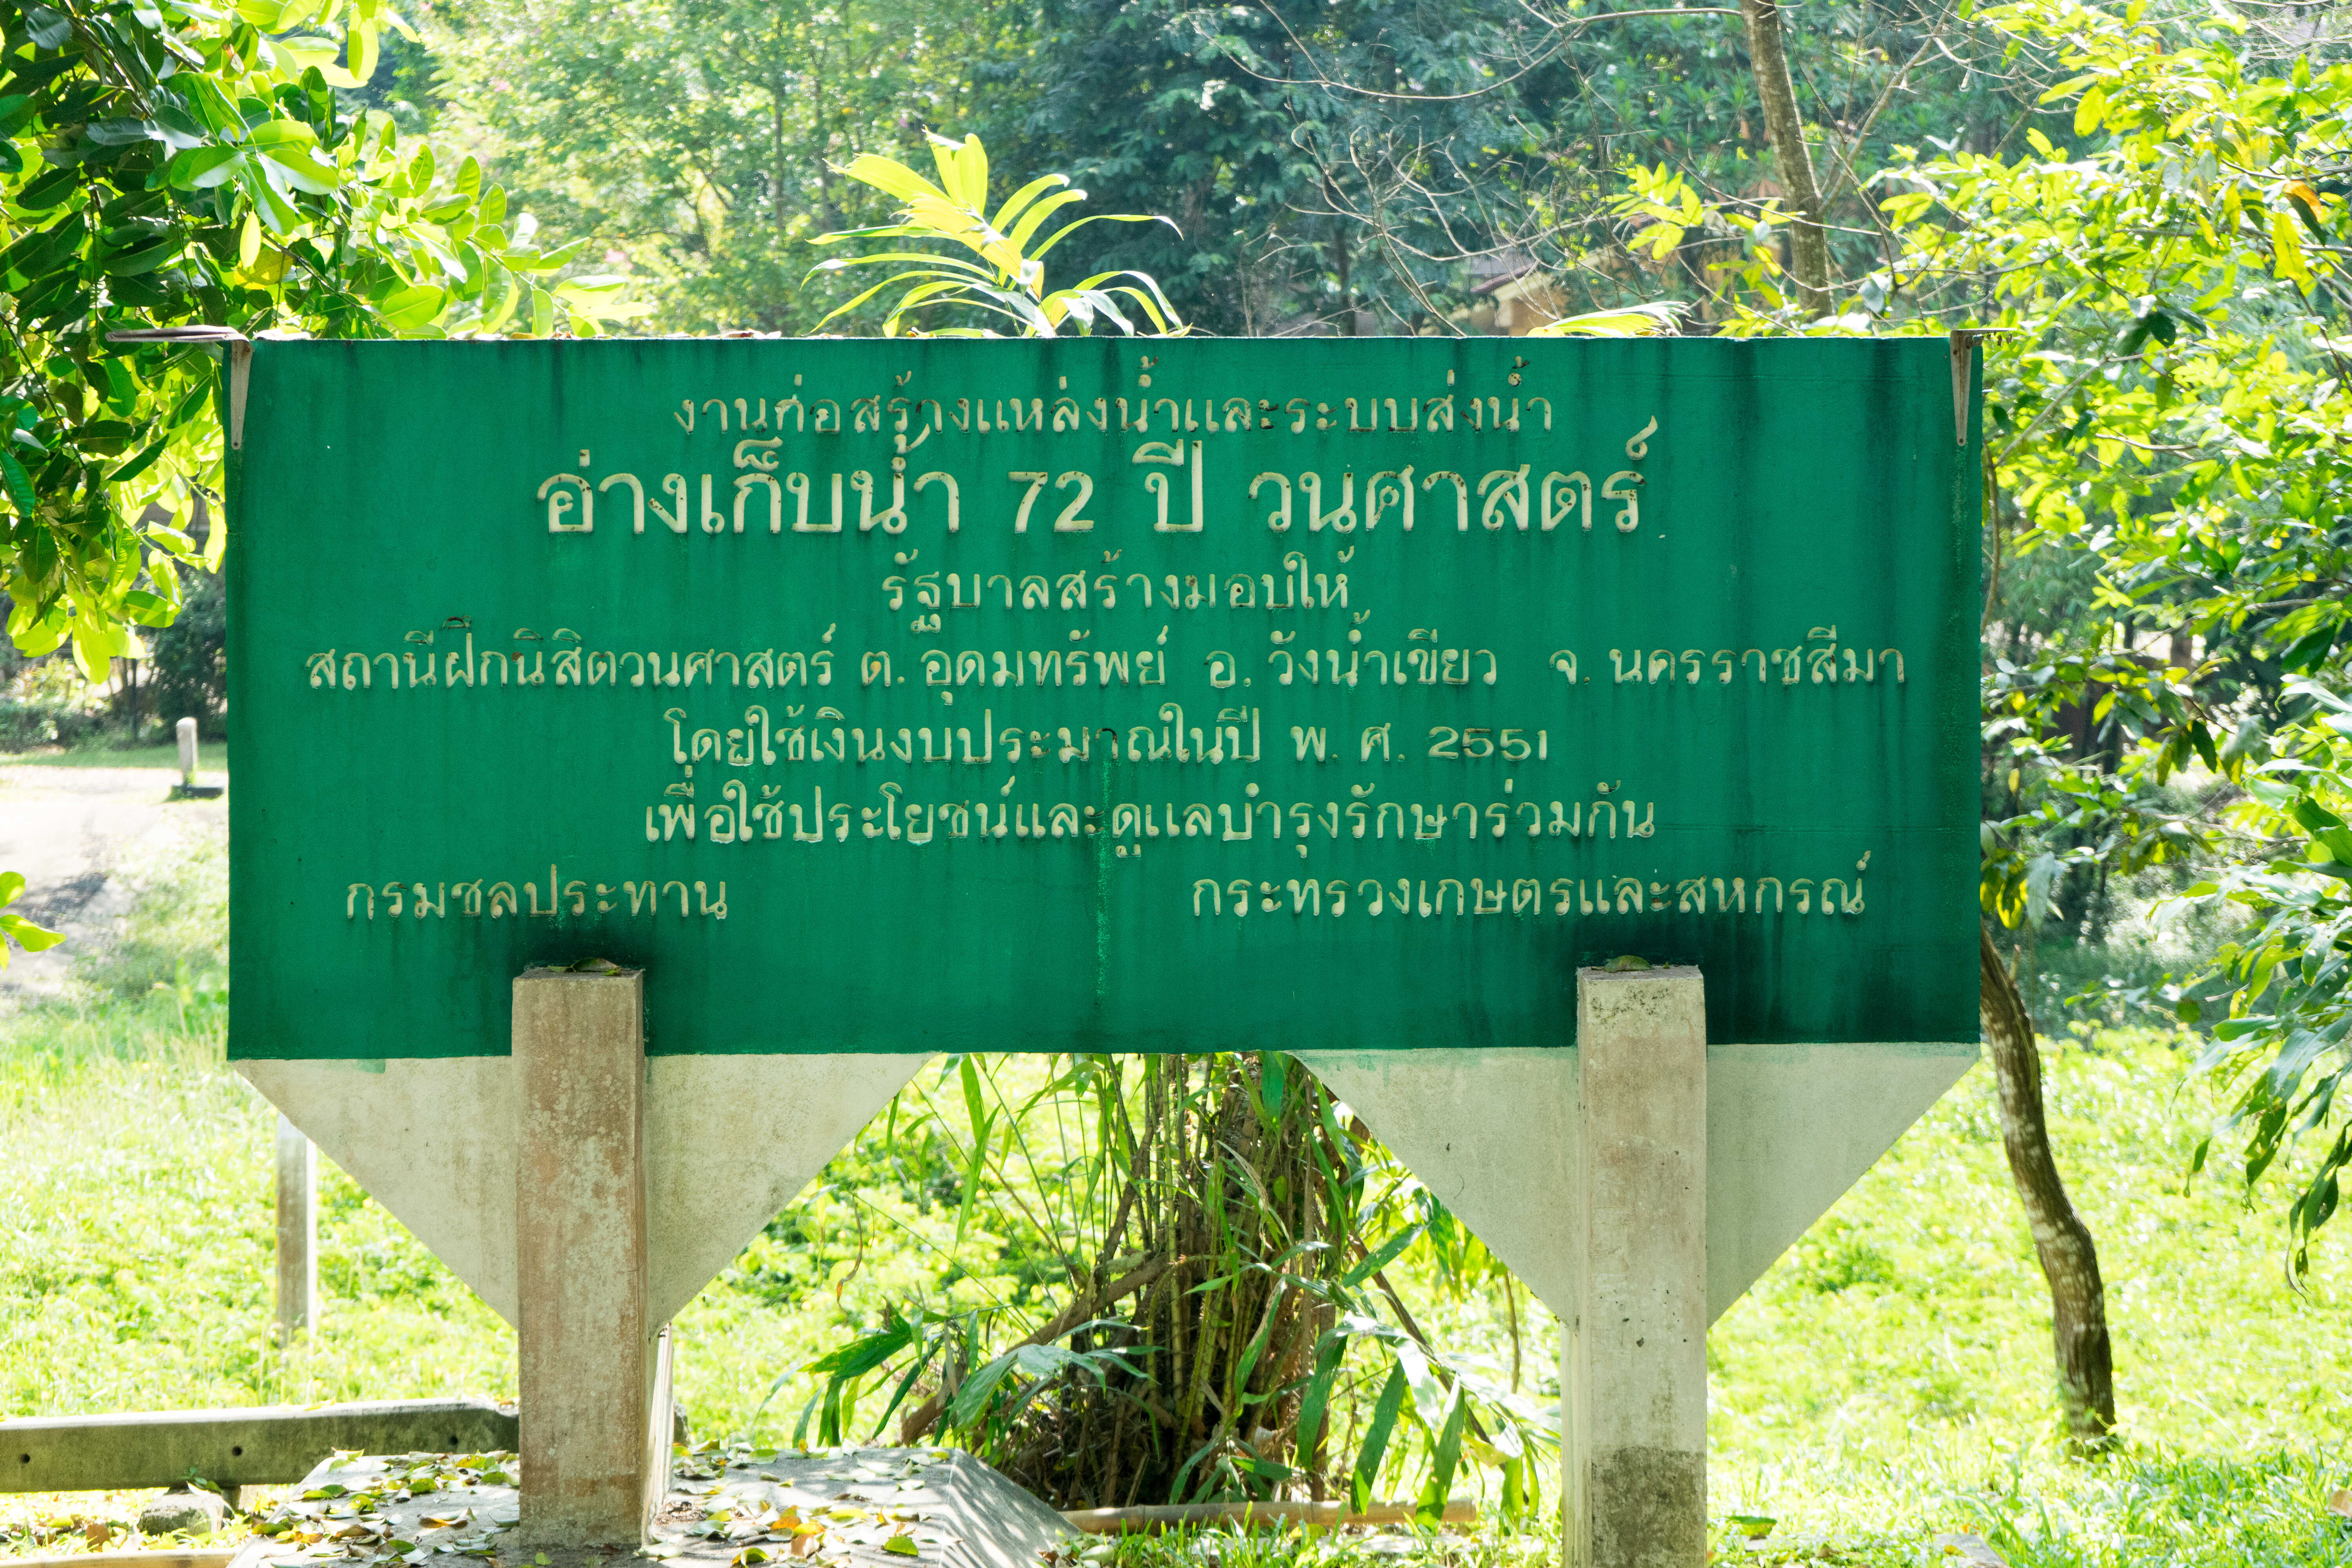 งานก่อสร้างแหล่งน้ำและระบบส่งน้ำ
อ่างเก็บน้ำ 72 ปี วนศาสตร์
รัฐบาลสร้างมอบให้
สถานีฝึกนิสิตวนศาสตร์ ต. อุดมทรัพย์ อ. วังน้ำเขียว จ. นครราชสีมา
โดยใช้เงินงบประมาณในปี พ. ศ. 2551
เพื่อใช้ประโยชน์และดูแลบำรุงรักษาร่วมกัน
กรมชลประทาน กระทรวงเกษตรและสหกรณ์